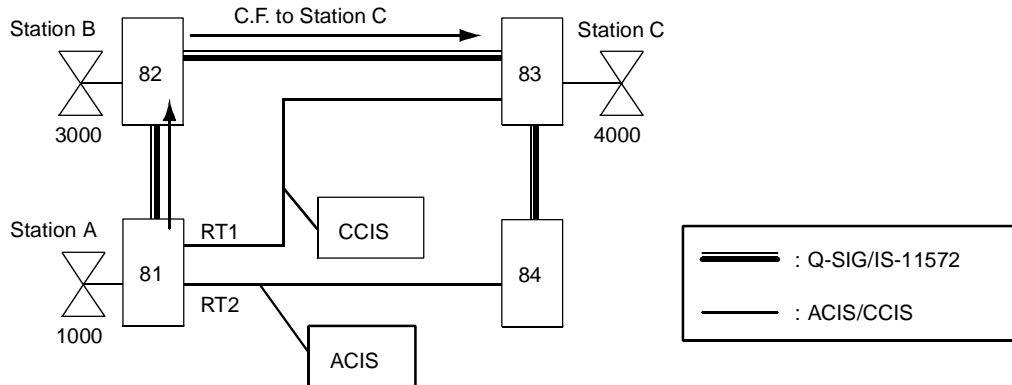 C.F. to Station C
Station B
Station C
82
83
3000
4000
Station A
RT1
CCIS
81
84
RT2
1000
ACIS
: Q-SIG/IS-11572
: ACIS/CCIS